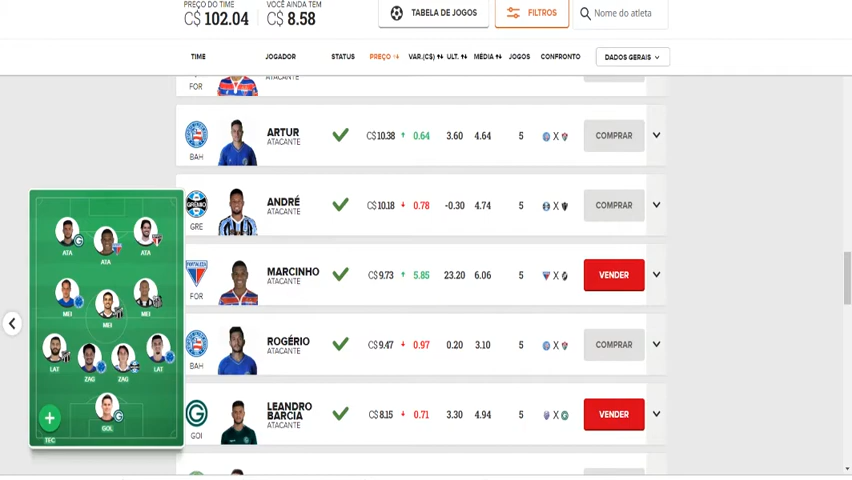 PREÇO DO TIME
C$ 102.04
VOCÊ AINDA TEM
C$ 8.58
TABELA DE JOGOS
FILTROS
Nome do atleta
TIME JOGADOR STATUS PREÇO VAR.(C$) ULT. MÉDIA JOGOS CONFRONTO DADOS GERAIS
FOR ATACANTE
BAH ARTUR ATACANTE C$ 10.38 0.64 3.60 4.64 5 X COMPRAR
GRÊMIO
GRE ANDRÉ ATACANTE C$ 10.18 0.78 -0.30 4.74 5 X COMPRAR
FORTALEZA
FOR MARCINHO ATACANTE C$ 9.73 5.85 23.20 6.06 5 X VENDER
BAH ROGÉRIO ATACANTE C$ 9.47 0.97 0.20 3.10 5 X COMPRAR
GOI LEANDRO BARCIA ATACANTE C$ 8.15 0.71 3.30 4.94 5 X VENDER
ATA ATA ATA
MEI MEI MEI
LAT ZAG ZAG LAT
GOL
TEC